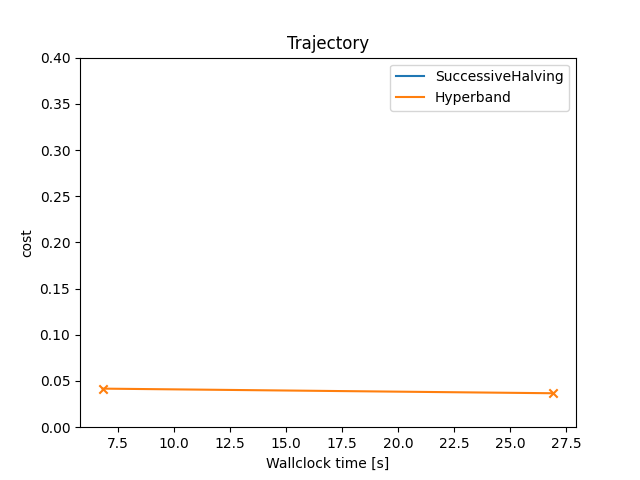 Trajectory
SuccessiveHalving
Hyperband
cost
0.40
0.35
0.30
0.25
0.20
0.15
0.10
0.05
0.00
7.5 10.0 12.5 15.0 17.5 20.0 22.5 25.0 27.5
Wallclock time [s]